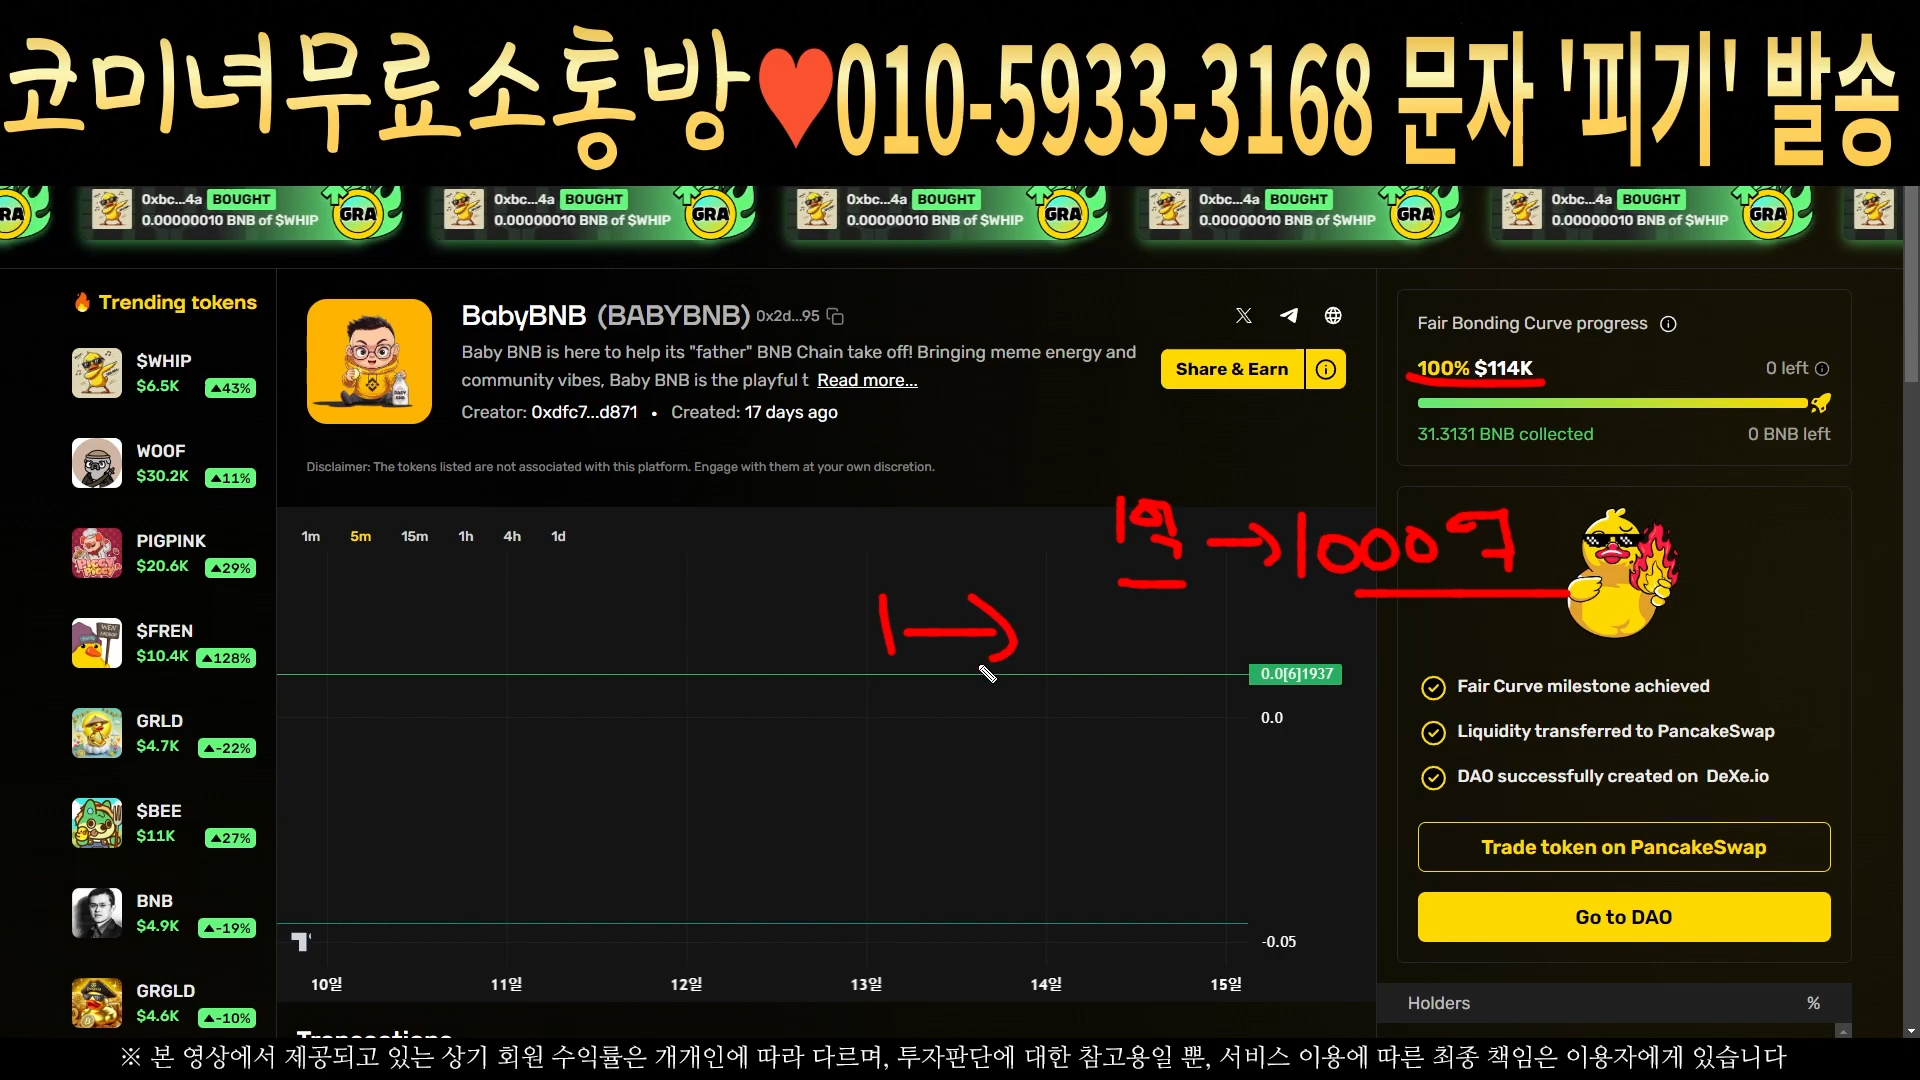 코미녀무료소통방♥010-5933-3168 문자 '피기' 발송
RA
0xbc...4a BOUGHT
0.00000010 BNB of $WHIP
GRA
0xbc...4a BOUGHT
0.00000010 BNB of $WHIP
GRA
0xbc...4a BOUGHT
0.00000010 BNB of $WHIP
GRA
0xbc...4a BOUGHT
0.00000010 BNB of $WHIP
GRA
0xbc...4a BOUGHT
0.00000010 BNB of $WHIP
GRA
Trending tokens
$WHIP
$6.5K ▲43%
WOOF
$30.2K ▲11%
PIGPINK
$20.6K ▲29%
$FREN
$10.4K ▲128%
GRLD
$4.7K ▲-22%
$BEE
$11K ▲27%
BNB
$4.9K ▲-19%
GRGLD
$4.6K ▲-10%
BabyBNB (BABYBNB) 0x2d...95
Baby BNB is here to help its "father" BNB Chain take off! Bringing meme energy and
community vibes, Baby BNB is the playful t Read more...
Creator: 0xdfc7...d871 • Created: 17 days ago
Share & Earn
Disclaimer: The tokens listed are not associated with this platform. Engage with them at your own discretion.
1m 5m 15m 1h 4h 1d
0.0[6]1937
0.0
-0.05
10일 11일 12일 13일 14일 15일
Transactions
Fair Bonding Curve progress
100% $114K 0 left
31.3131 BNB collected 0 BNB left
Fair Curve milestone achieved
Liquidity transferred to PancakeSwap
DAO successfully created on DeXe.io
Trade token on PancakeSwap
Go to DAO
Holders %
※ 본 영상에서 제공되고 있는 상기 회원 수익률은 개개인에 따라 다르며, 투자판단에 대한 참고용일 뿐, 서비스 이용에 따른 최종 책임은 이용자에게 있습니다